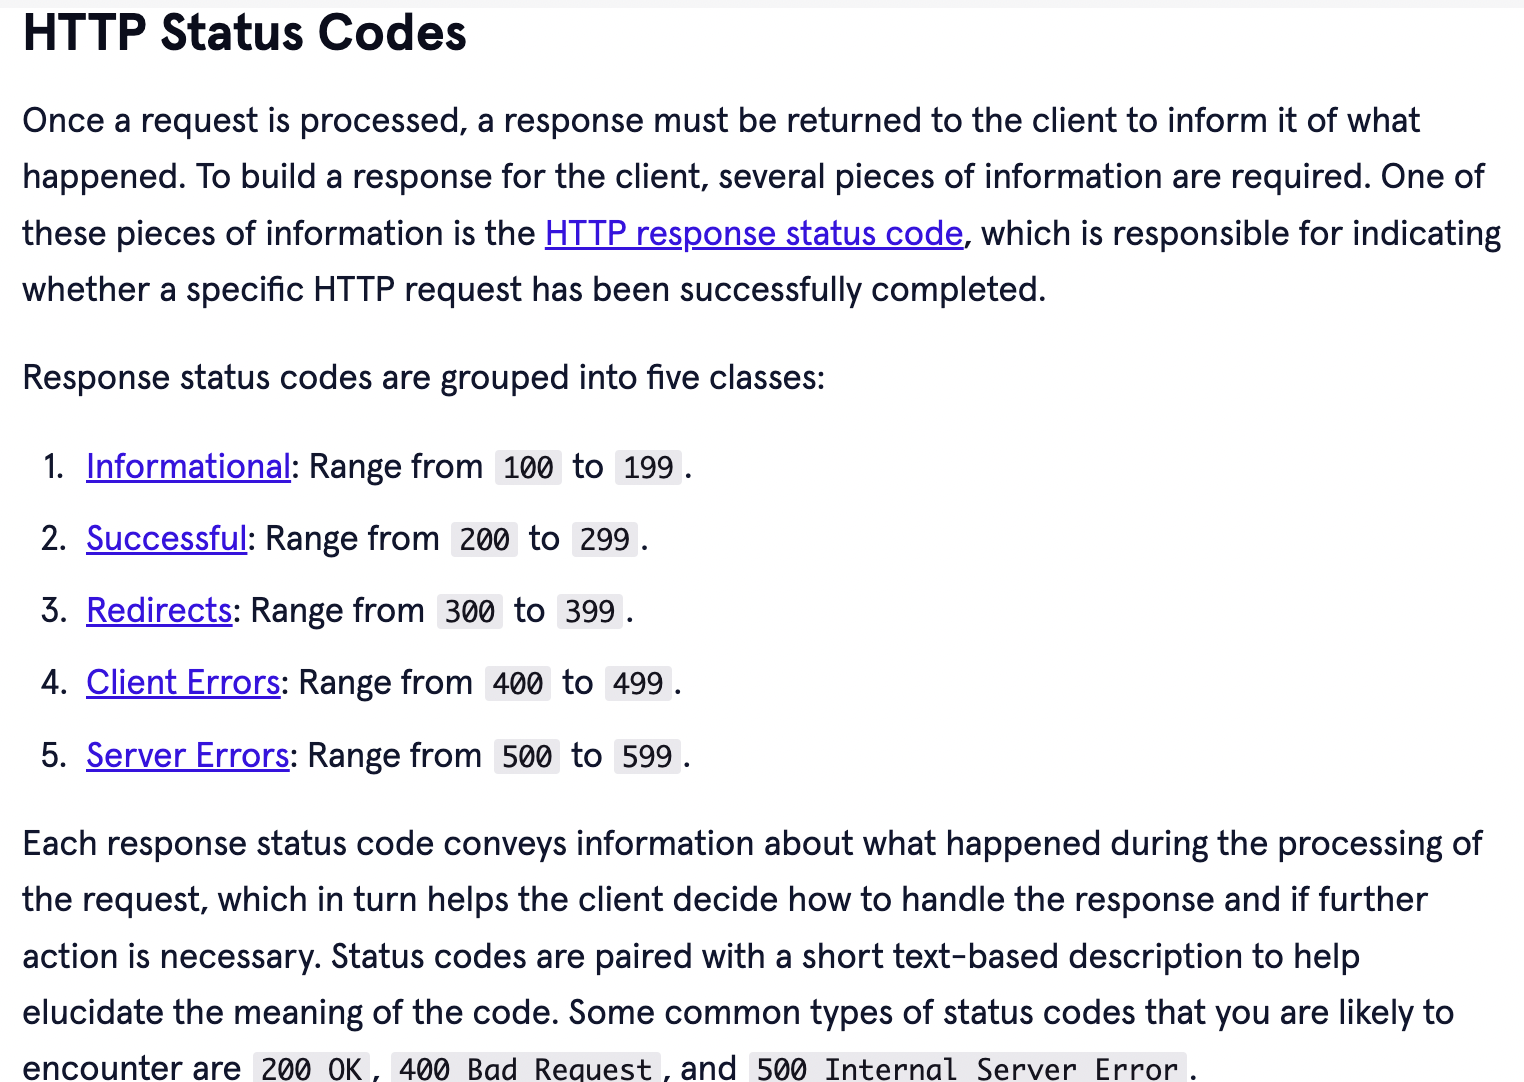 HTTP Status Codes
Once a request is processed, a response must be returned to the client to inform it of what
happened. To build a response for the client, several pieces of information are required. One of
these pieces of information is the HTTP response status code, which is responsible for indicating
whether a specific HTTP request has been successfully completed.
Response status codes are grouped into five classes:
1. Informational: Range from 100 to 199.
2. Successful: Range from 200 to 299.
3. Redirects: Range from 300 to 399.
4. Client Errors: Range from 400 to 499.
5. Server Errors: Range from 500 to 599.
Each response status code conveys information about what happened during the processing of
the request, which in turn helps the client decide how to handle the response and if further
action is necessary. Status codes are paired with a short text-based description to help
elucidate the meaning of the code. Some common types of status codes that you are likely to
encounter are 200 OK, 400 Bad Request, and 500 Internal Server Error.